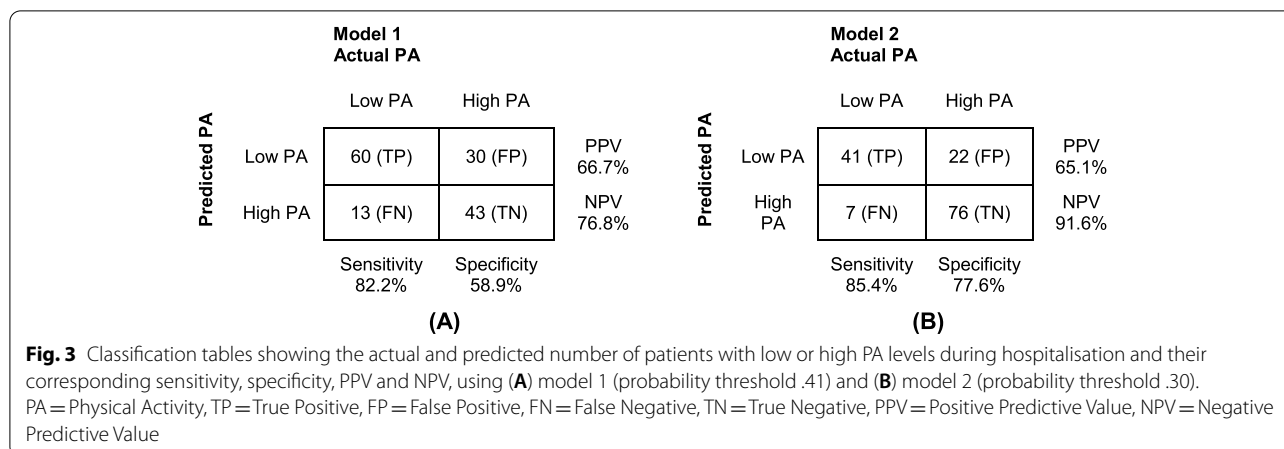 Model 1
Actual PA
Low PA High PA
Predicted PA
Low PA 60 (TP) 30 (FP) PPV 66.7%
High PA 13 (FN) 43 (TN) NPV 76.8%
Sensitivity 82.2% Specificity 58.9%
(A)
Model 2
Actual PA
Low PA High PA
Predicted PA
Low PA 41 (TP) 22 (FP) PPV 65.1%
High PA 7 (FN) 76 (TN) NPV 91.6%
Sensitivity 85.4% Specificity 77.6%
(B)
Fig. 3 Classification tables showing the actual and predicted number of patients with low or high PA levels during hospitalisation and their
corresponding sensitivity, specificity, PPV and NPV, using (A) model 1 (probability threshold .41) and (B) model 2 (probability threshold .30).
PA = Physical Activity, TP = True Positive, FP = False Positive, FN = False Negative, TN = True Negative, PPV = Positive Predictive Value, NPV = Negative
Predictive Value